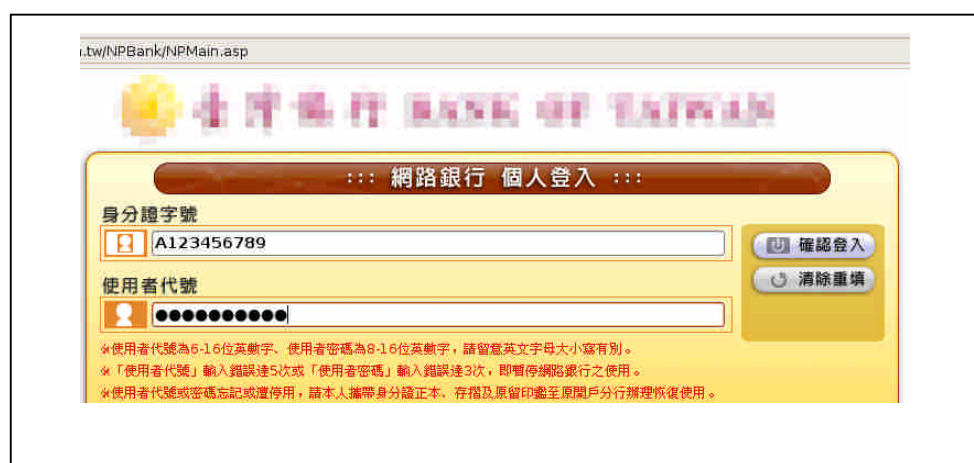 .tw/NPBank/NPMain.asp
BANK OF TAIWAN
::: 網路銀行 個人登入 :::
身分證字號
A123456789
確認登入
使用者代號
●●●●●●●●●●
清除重填
※使用者代號為6-16位英數字、使用者密碼為8-16位英數字，請留意英文字母大小寫有別。
※「使用者代號」輸入錯誤達5次或「使用者密碼」輸入錯誤達3次，即暫停網路銀行之使用。
※使用者代號或密碼忘記或遭停用，請本人攜帶身分證正本、存摺及原留印鑑至原開戶分行辦理恢復使用。